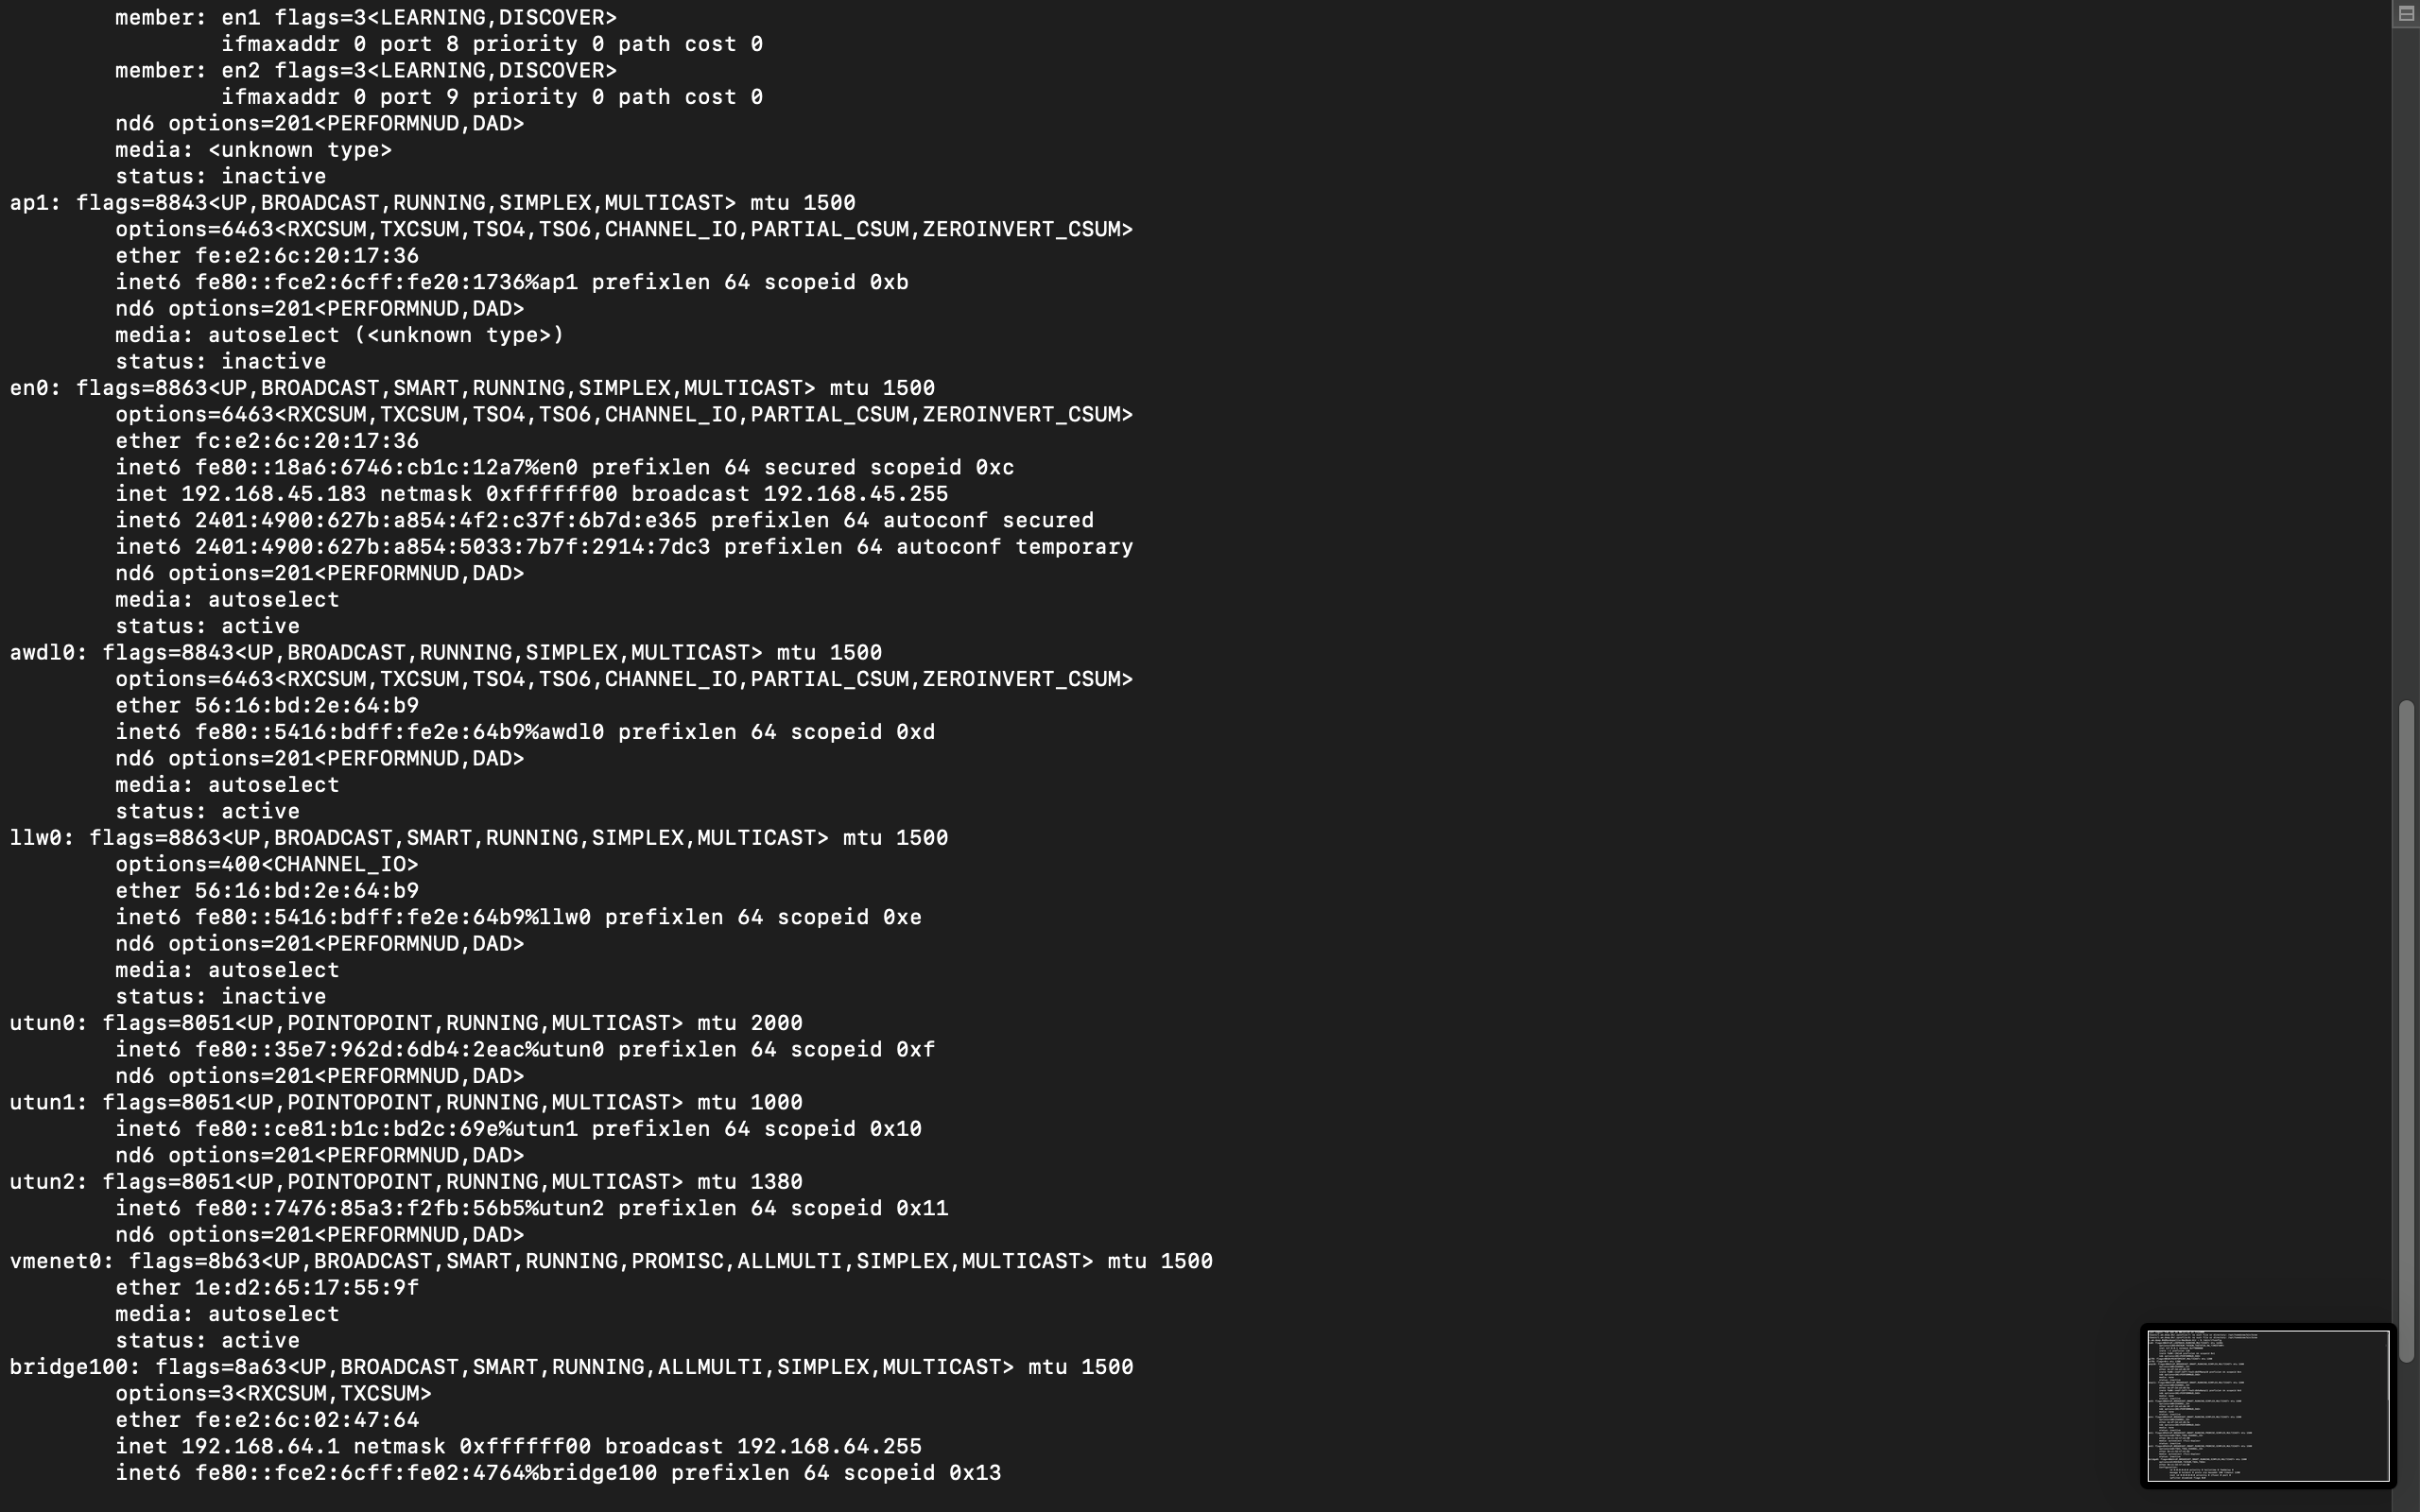 member: en1 flags=3<LEARNING,DISCOVER>
ifmaxaddr 0 port 8 priority 0 path cost 0
member: en2 flags=3<LEARNING,DISCOVER>
ifmaxaddr 0 port 9 priority 0 path cost 0
nd6 options=201<PERFORMNUD,DAD>
media: <unknown type>
status: inactive
ap1: flags=8843<UP,BROADCAST,RUNNING,SIMPLEX,MULTICAST> mtu 1500
options=6463<RXCSUM,TXCSUM,TSO4,TSO6,CHANNEL_IO,PARTIAL_CSUM,ZEROINVERT_CSUM>
ether fe:e2:6c:20:17:36
inet6 fe80::fce2:6cff:fe20:1736%ap1 prefixlen 64 scopeid 0xb
nd6 options=201<PERFORMNUD,DAD>
media: autoselect (<unknown type>)
status: inactive
en0: flags=8863<UP,BROADCAST,SMART,RUNNING,SIMPLEX,MULTICAST> mtu 1500
options=6463<RXCSUM,TXCSUM,TSO4,TSO6,CHANNEL_IO,PARTIAL_CSUM,ZEROINVERT_CSUM>
ether fc:e2:6c:20:17:36
inet6 fe80::18a6:6746:cb1c:12a7%en0 prefixlen 64 secured scopeid 0xc
inet 192.168.45.183 netmask 0xffffff00 broadcast 192.168.45.255
inet6 2401:4900:627b:a854:4f2:c37f:6b7d:e365 prefixlen 64 autoconf secured
inet6 2401:4900:627b:a854:5033:7b7f:2914:7dc3 prefixlen 64 autoconf temporary
nd6 options=201<PERFORMNUD,DAD>
media: autoselect
status: active
awdl0: flags=8843<UP,BROADCAST,RUNNING,SIMPLEX,MULTICAST> mtu 1500
options=6463<RXCSUM,TXCSUM,TSO4,TSO6,CHANNEL_IO,PARTIAL_CSUM,ZEROINVERT_CSUM>
ether 56:16:bd:2e:64:b9
inet6 fe80::5416:bdff:fe2e:64b9%awdl0 prefixlen 64 scopeid 0xd
nd6 options=201<PERFORMNUD,DAD>
media: autoselect
status: active
llw0: flags=8863<UP,BROADCAST,SMART,RUNNING,SIMPLEX,MULTICAST> mtu 1500
options=400<CHANNEL_IO>
ether 56:16:bd:2e:64:b9
inet6 fe80::5416:bdff:fe2e:64b9%llw0 prefixlen 64 scopeid 0xe
nd6 options=201<PERFORMNUD,DAD>
media: autoselect
status: inactive
utun0: flags=8051<UP,POINTOPOINT,RUNNING,MULTICAST> mtu 2000
inet6 fe80::35e7:962d:6db4:2eac%utun0 prefixlen 64 scopeid 0xf
nd6 options=201<PERFORMNUD,DAD>
utun1: flags=8051<UP,POINTOPOINT,RUNNING,MULTICAST> mtu 1000
inet6 fe80::ce81:b1c:bd2c:69e%utun1 prefixlen 64 scopeid 0x10
nd6 options=201<PERFORMNUD,DAD>
utun2: flags=8051<UP,POINTOPOINT,RUNNING,MULTICAST> mtu 1380
inet6 fe80::7476:85a3:f2fb:56b5%utun2 prefixlen 64 scopeid 0x11
nd6 options=201<PERFORMNUD,DAD>
vmenet0: flags=8b63<UP,BROADCAST,SMART,RUNNING,PROMISC,ALLMULTI,SIMPLEX,MULTICAST> mtu 1500
ether 1e:d2:65:17:55:9f
media: autoselect
status: active
bridge100: flags=8a63<UP,BROADCAST,SMART,RUNNING,ALLMULTI,SIMPLEX,MULTICAST> mtu 1500
options=3<RXCSUM,TXCSUM>
ether fe:e2:6c:02:47:64
inet 192.168.64.1 netmask 0xffffff00 broadcast 192.168.64.255
inet6 fe80::fce2:6cff:fe02:4764%bridge100 prefixlen 64 scopeid 0x13